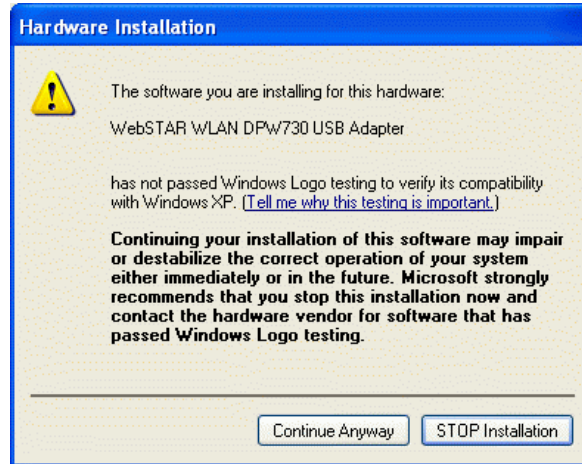 Hardware Installation
The software you are installing for this hardware:
WebSTAR WLAN DPW730 USB Adapter
has not passed Windows Logo testing to verify its compatibility
with Windows XP. (Tell me why this testing is important.)
Continuing your installation of this software may impair
or destabilize the correct operation of your system
either immediately or in the future. Microsoft strongly
recommends that you stop this installation now and
contact the hardware vendor for software that has
passed Windows Logo testing.
Continue Anyway
STOP Installation